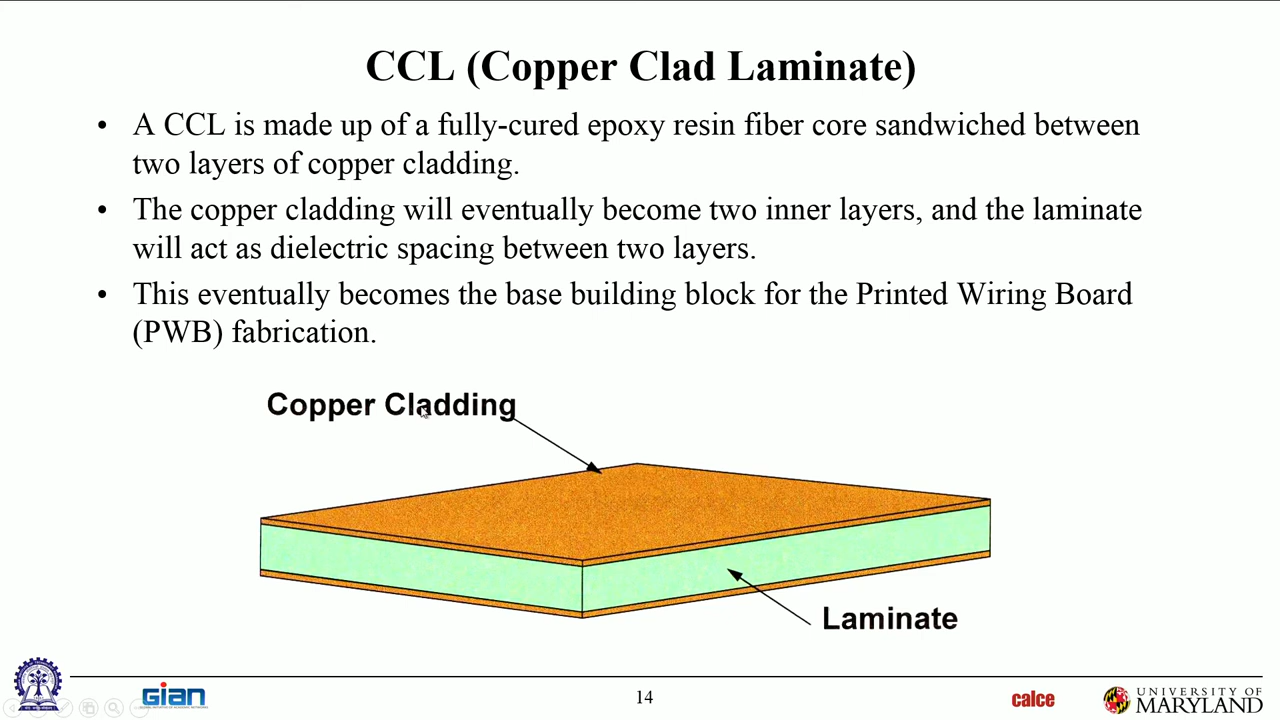 CCL (Copper Clad Laminate)
• A CCL is made up of a fully-cured epoxy resin fiber core sandwiched between
two layers of copper cladding.
• The copper cladding will eventually become two inner layers, and the laminate
will act as dielectric spacing between two layers.
• This eventually becomes the base building block for the Printed Wiring Board
(PWB) fabrication.
Copper Cladding
Laminate
GIAN
14
calce
UNIVERSITY OF
MARYLAND